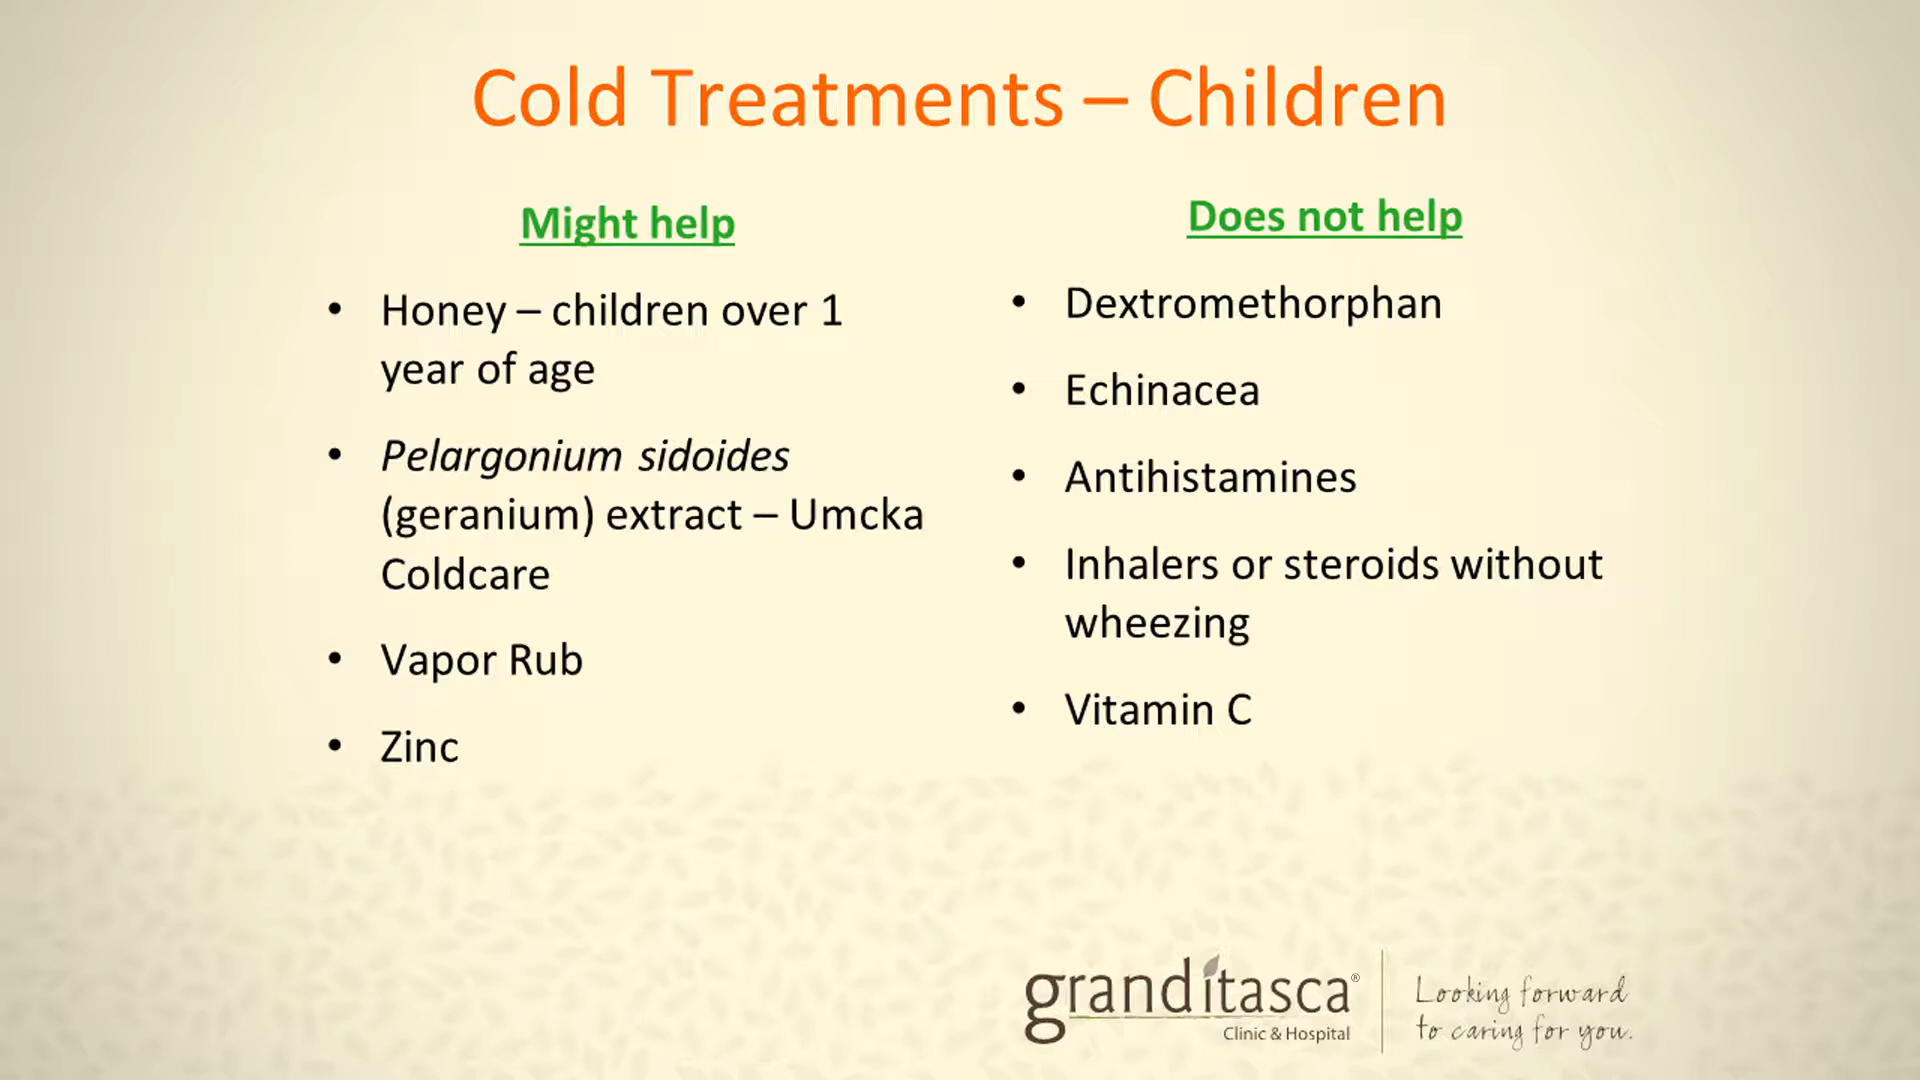 Cold Treatments – Children
Might help
• Honey – children over 1
year of age
• Pelargonium sidoides
(geranium) extract – Umcka
Coldcare
• Vapor Rub
• Zinc
Does not help
• Dextromethorphan
• Echinacea
• Antihistamines
• Inhalers or steroids without
wheezing
• Vitamin C
grand itasca®
Clinic & Hospital
Looking forward
to caring for you.